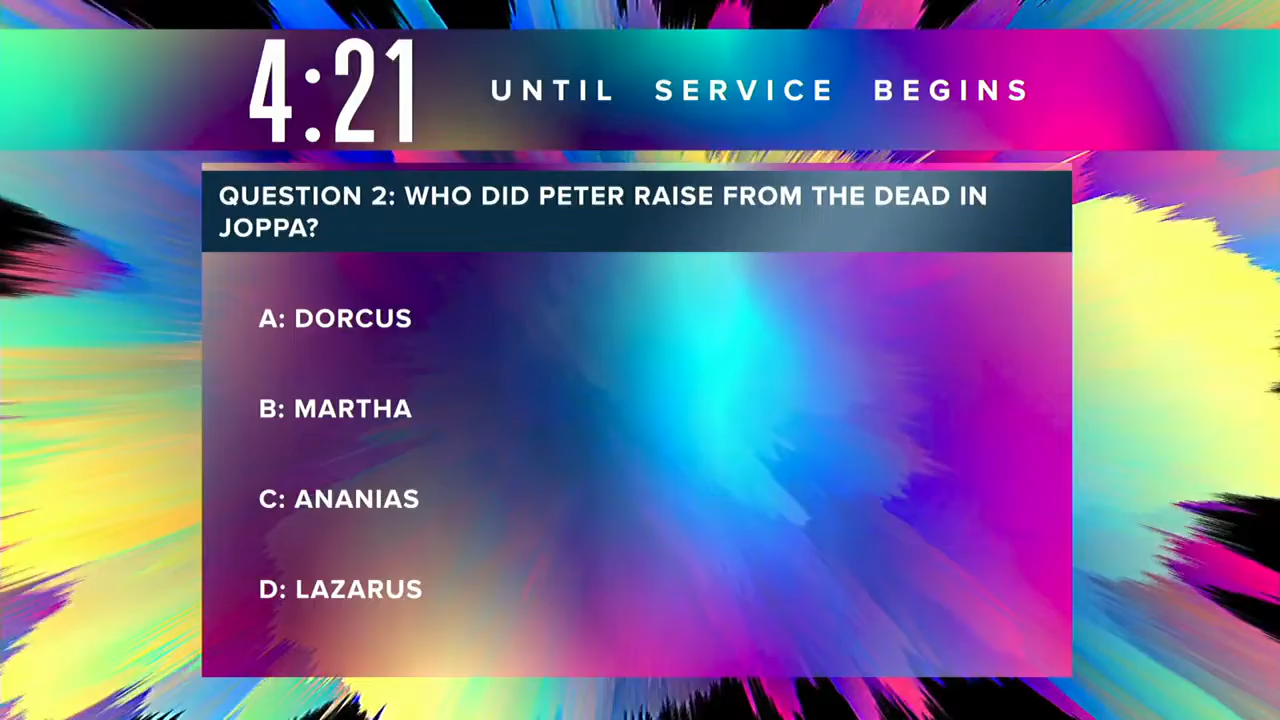 4:21 UNTIL SERVICE BEGINS
QUESTION 2: WHO DID PETER RAISE FROM THE DEAD IN
JOPPA?
A: DORCUS
B: MARTHA
C: ANANIAS
D: LAZARUS